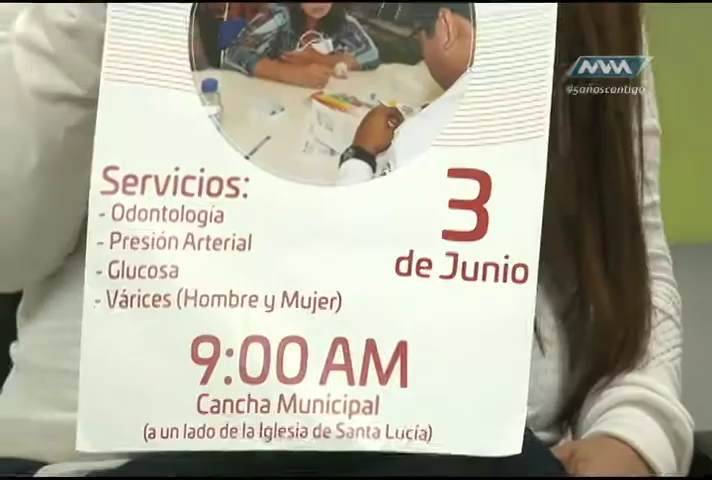 #5añoscontigo
Servicios:
- Odontología
- Presión Arterial
- Glucosa
- Várices (Hombre y Mujer)
3
de Junio
9:00 AM
Cancha Municipal
(a un lado de la Iglesia de Santa Lucía)